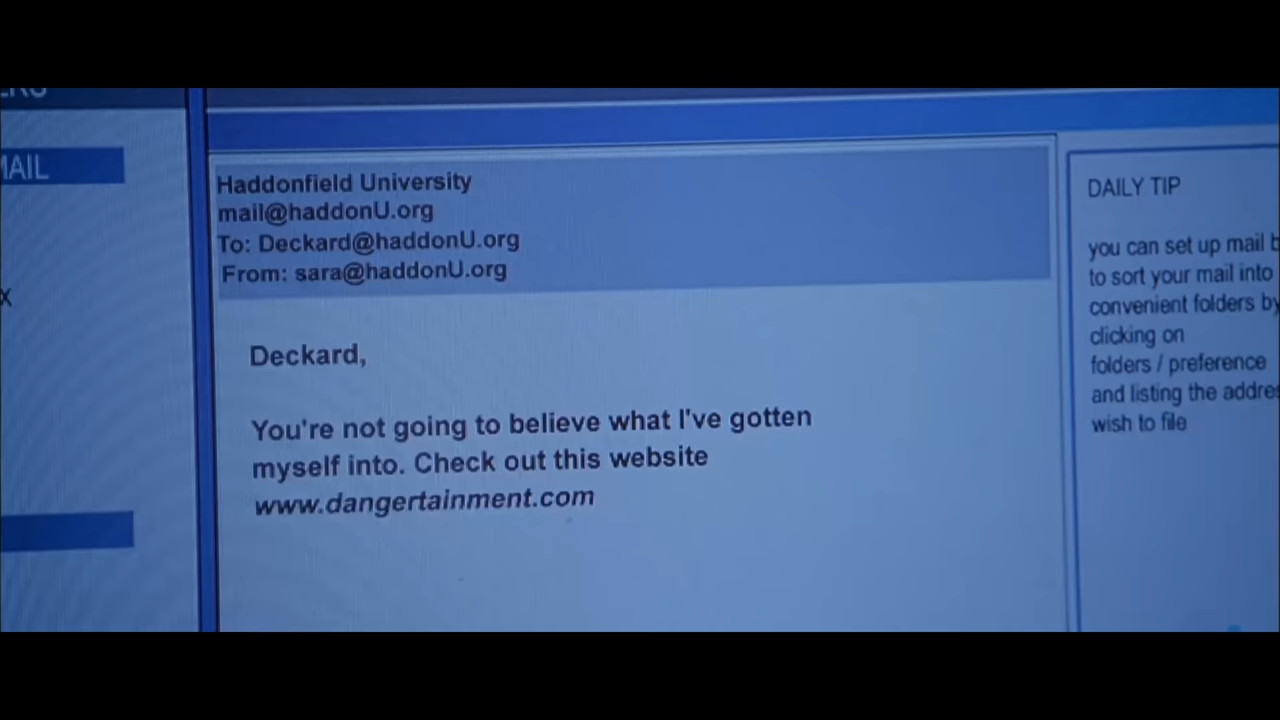 MAIL
Haddonfield University
mail@haddonU.org
To: Deckard@haddonU.org
From: sara@haddonU.org
Deckard,
You're not going to believe what I've gotten
myself into. Check out this website
www.dangertainment.com
DAILY TIP
you can set up mail
to sort your mail into
convenient folders by
clicking on
folders / preference
and listing the
wish to file